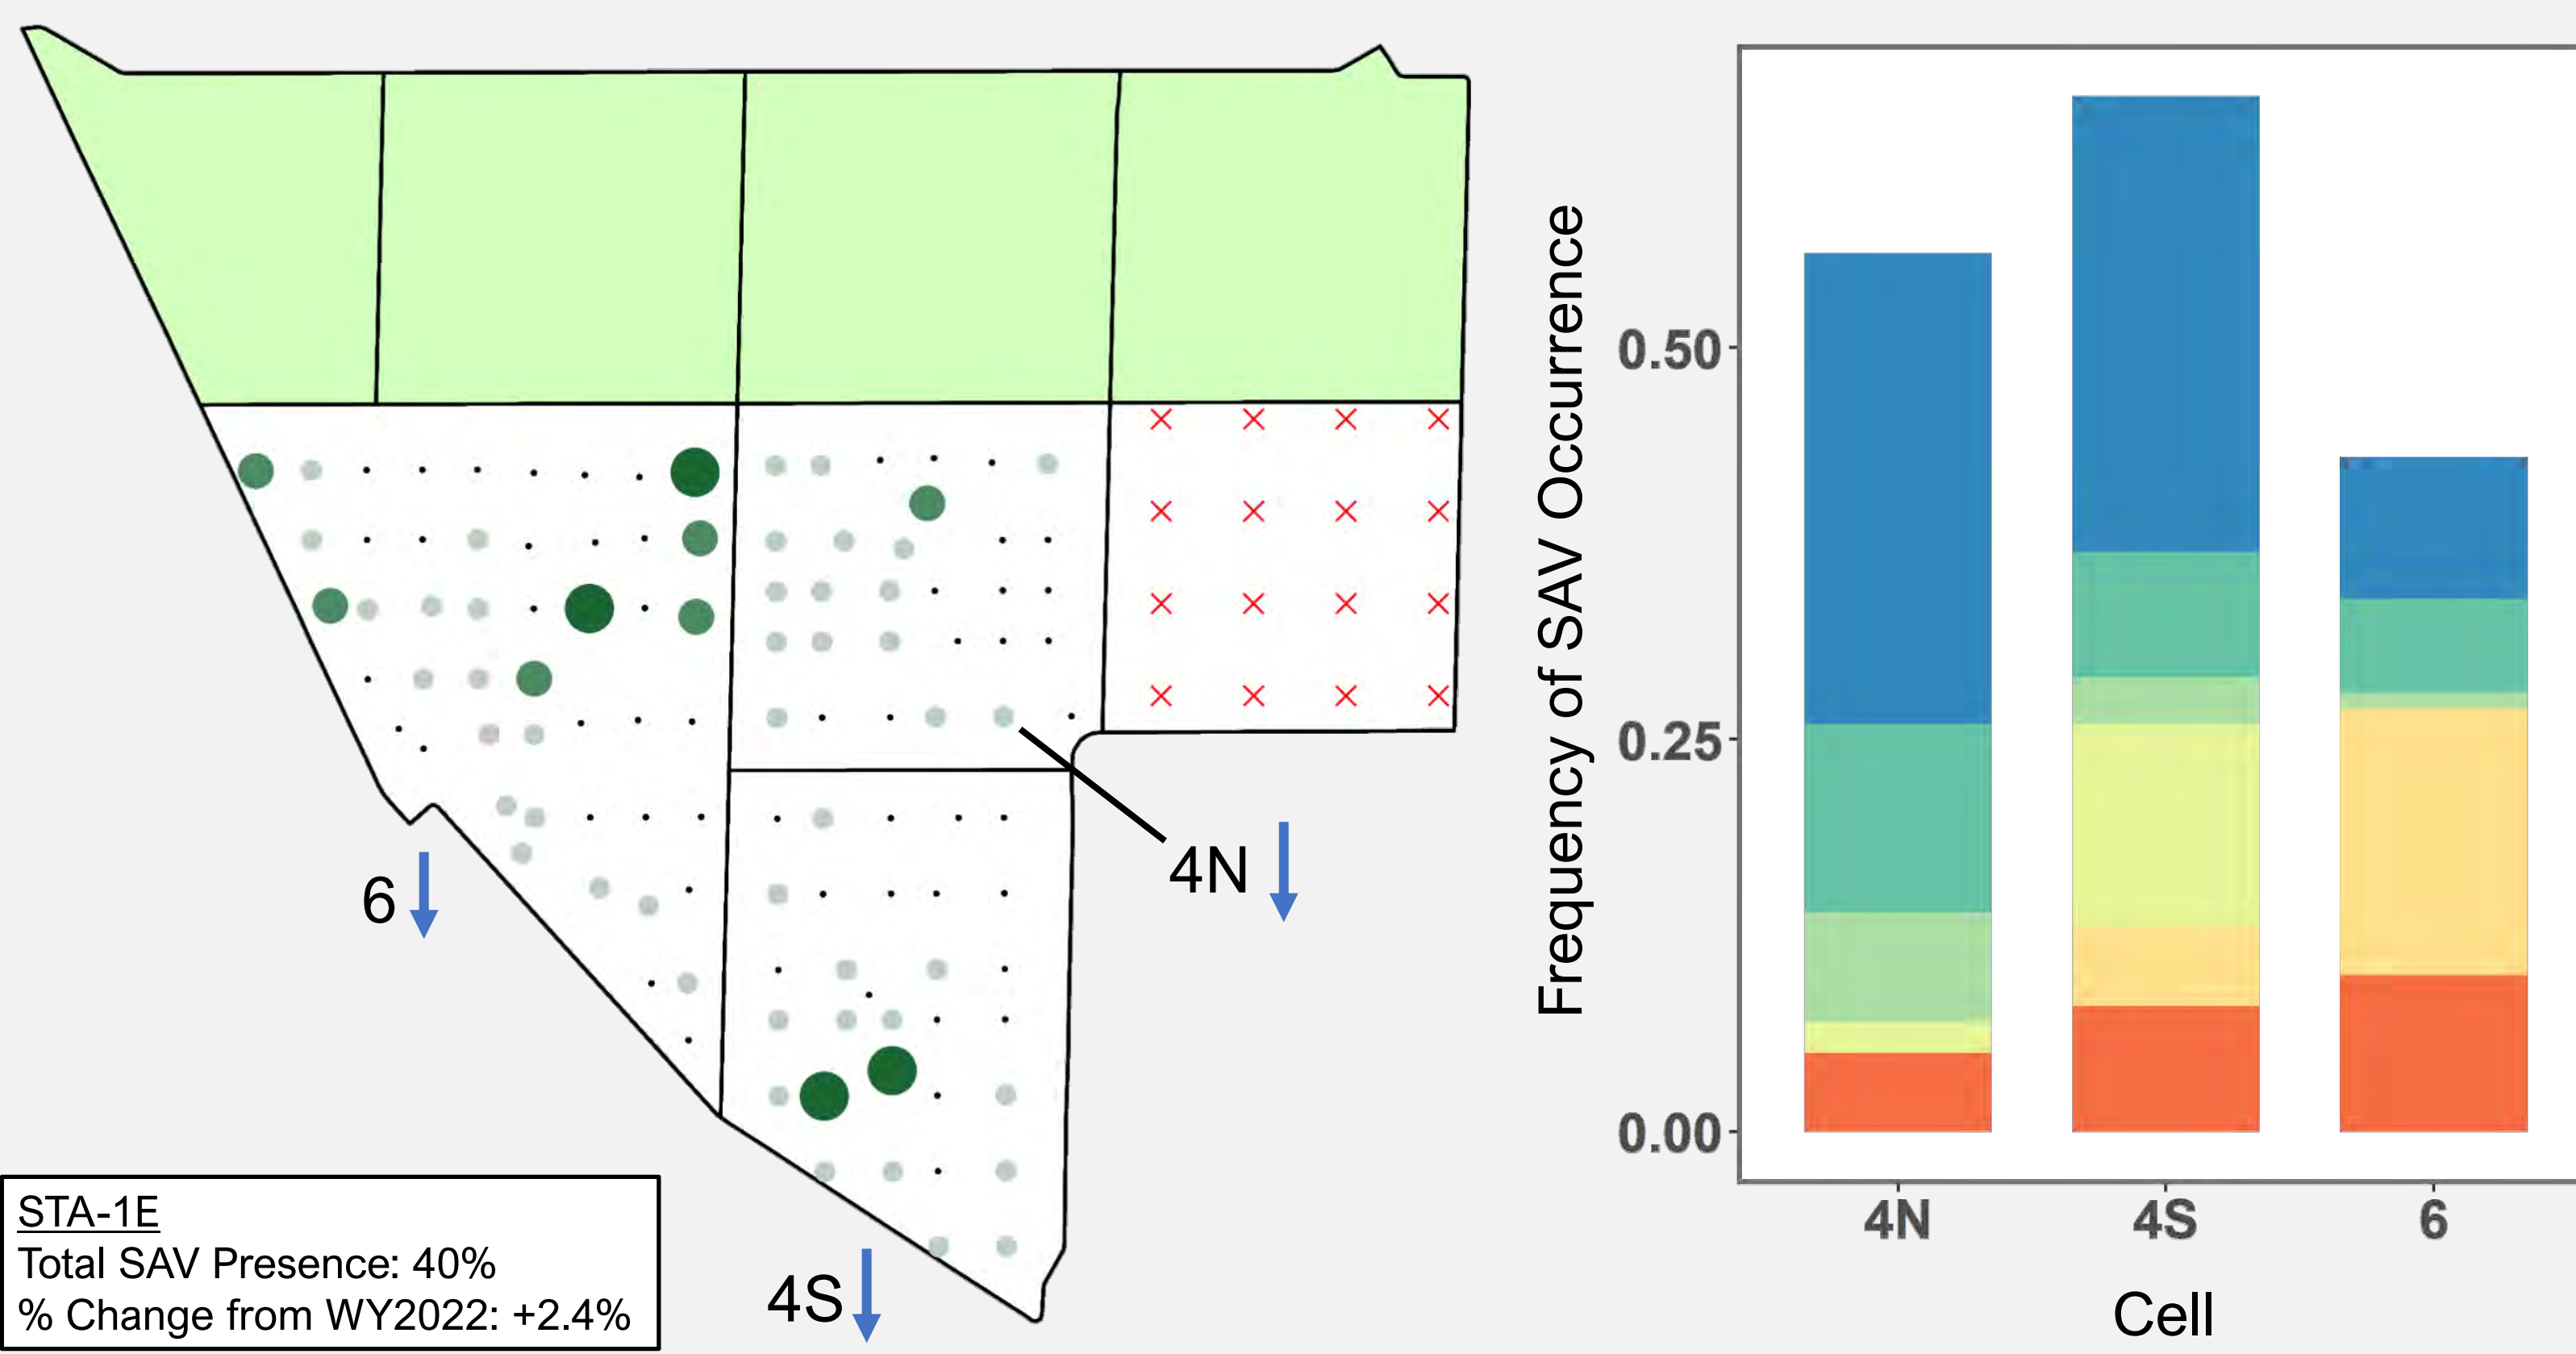 6
4N
4S
STA-1E
Total SAV Presence: 40%
% Change from WY2022: +2.4%
Frequency of SAV Occurrence
0.50
0.25
0.00
4N 4S 6
Cell